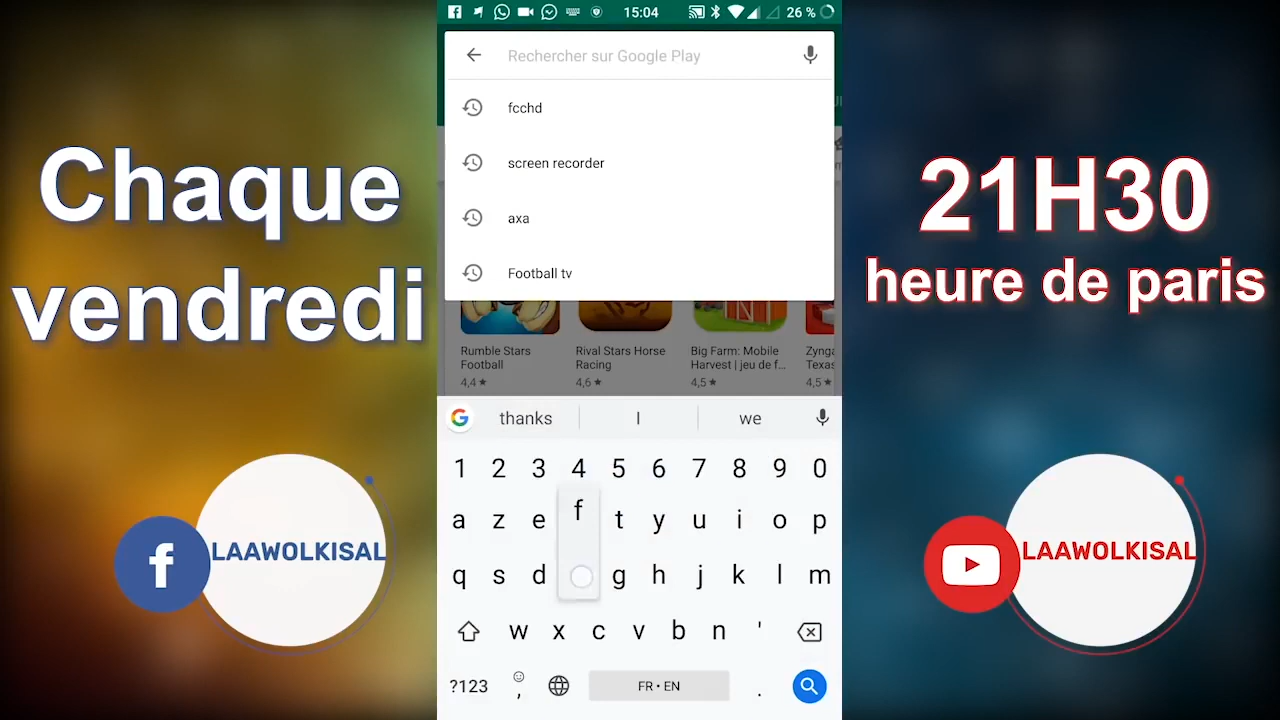 Chaque
vendredi
LAAWOLKISAL
15:04
26 %
Rechercher sur Google Play
fcchd
screen recorder
axa
Football tv
Rumble Stars
Football
4,4 ★
Rival Stars Horse
Racing
4,6 ★
Big Farm: Mobile
Harvest | jeu de f...
4,5 ★
Zynga
Texas
4,5 ★
thanks I we
1 2 3 4 5 6 7 8 9 0
a z e f t y u i o p
q s d g h j k l m
w x c v b n '
?123 , FR • EN .
21H30
heure de paris
LAAWOLKISAL